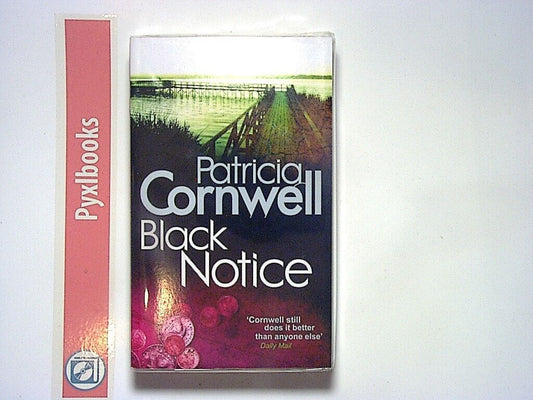 Pyxlbooks
Patricia
Cornwell
Black
Notice
'Cornwell still
does it better
than anyone else'
Daily Mail